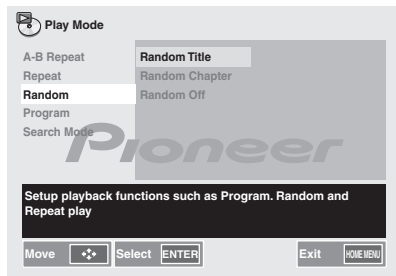 Play Mode
A-B Repeat
Repeat
Random
Program
Search Mode
Random Title
Random Chapter
Random Off
Pioneer
Setup playback functions such as Program. Random and
Repeat play
Move Select ENTER Exit HOME MENU